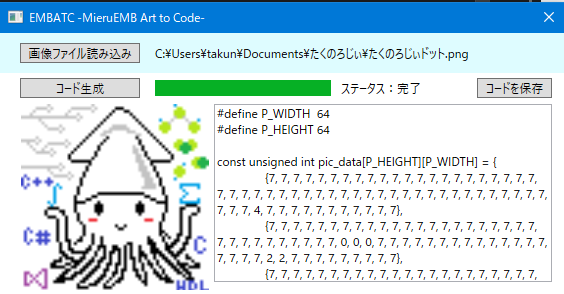 EMBATC -MieruEMB Art to Code-
画像ファイル読み込み
C:¥Users¥takun¥Documents¥たくのろじぃ¥たくのろじぃドット.png
コード生成
ステータス：完了
コードを保存
C++
∫
Σ
C#
C
HDL
#define P_WIDTH  64
#define P_HEIGHT 64
const unsigned int pic_data[P_HEIGHT][P_WIDTH] = {
{7, 7, 7, 7, 7, 7, 7, 7, 7, 7, 7, 7, 7, 7, 7, 7, 7, 7, 7, 7, 7, 7,
7, 7, 7, 7, 7, 7, 7, 7, 7, 7, 7, 7, 7, 7, 7, 7, 7, 7, 7, 7, 7, 7, 7, 7, 7, 7, 7,
7, 7, 7, 4, 7, 7, 7, 7, 7, 7, 7, 7, 7, 7, 7},
{7, 7, 7, 7, 7, 7, 7, 7, 7, 7, 7, 7, 7, 7, 7, 7, 7, 7, 7, 7, 7, 7,
7, 7, 7, 7, 7, 7, 7, 7, 7, 7, 0, 0, 0, 7, 7, 7, 7, 7, 7, 7, 7, 7, 7, 7, 7, 7, 7,
7, 7, 7, 7, 2, 2, 7, 7, 7, 7, 7, 7, 7, 7, 7},
{7, 7, 7, 7, 7, 7, 7, 7, 7, 7, 7, 7, 7, 7, 7, 7, 7, 7, 7, 7, 7, 7,